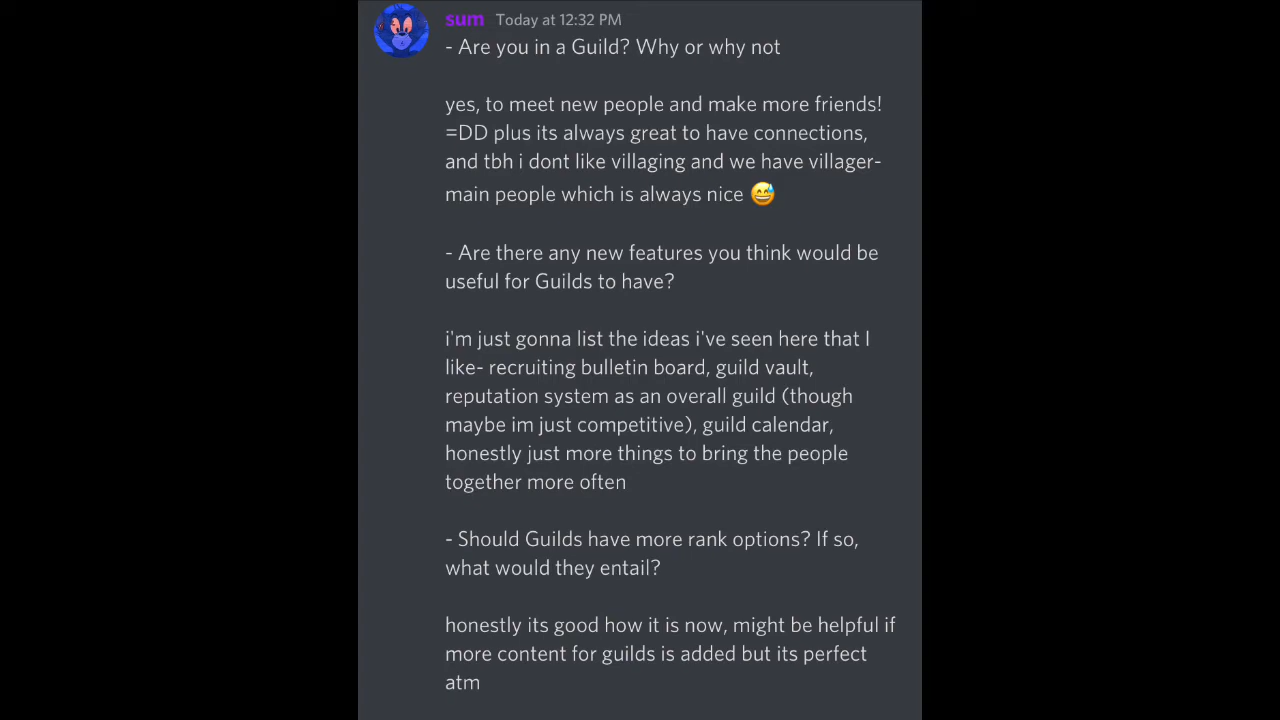 sum Today at 12:32 PM
- Are you in a Guild? Why or why not
yes, to meet new people and make more friends!
=DD plus its always great to have connections,
and tbh i dont like villaging and we have villager-
main people which is always nice 😅
- Are there any new features you think would be
useful for Guilds to have?
i'm just gonna list the ideas i've seen here that I
like- recruiting bulletin board, guild vault,
reputation system as an overall guild (though
maybe im just competitive), guild calendar,
honestly just more things to bring the people
together more often
- Should Guilds have more rank options? If so,
what would they entail?
honestly its good how it is now, might be helpful if
more content for guilds is added but its perfect
atm